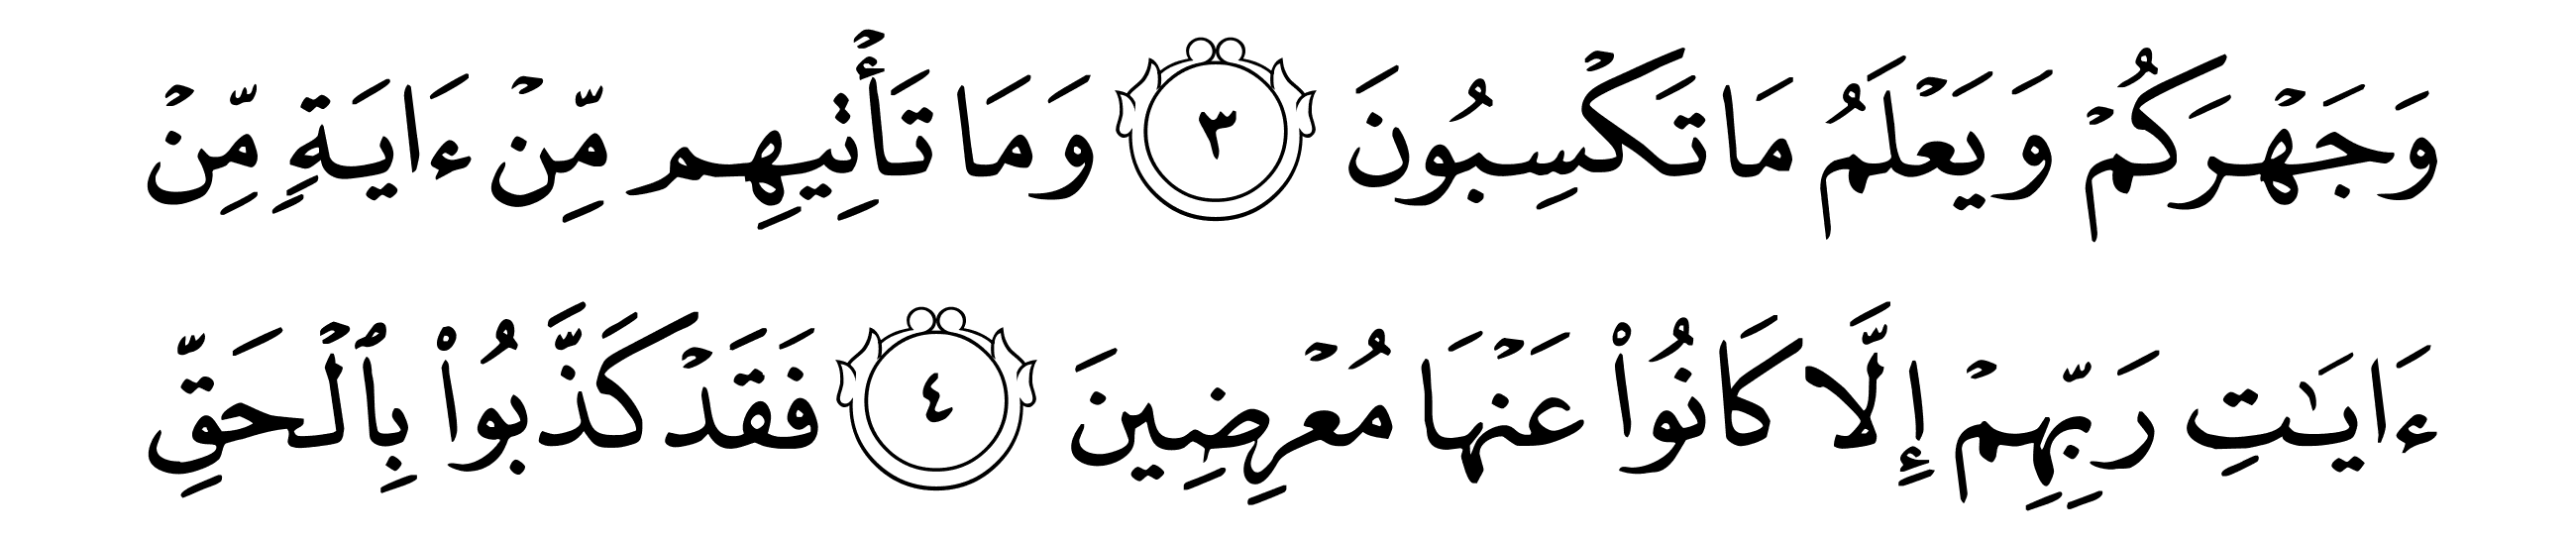 وَجَهۡرَكُمۡ وَيَعۡلَمُ مَا تَكۡسِبُونَ ٣ وَمَا تَأۡتِيهِم مِّنۡ ءَايَةٖ مِّنۡ
ءَايَٰتِ رَبِّهِمۡ إِلَّا كَانُواْ عَنۡهَا مُعۡرِضِينَ ٤ فَقَدۡ كَذَّبُواْ بِٱلۡحَقِّ